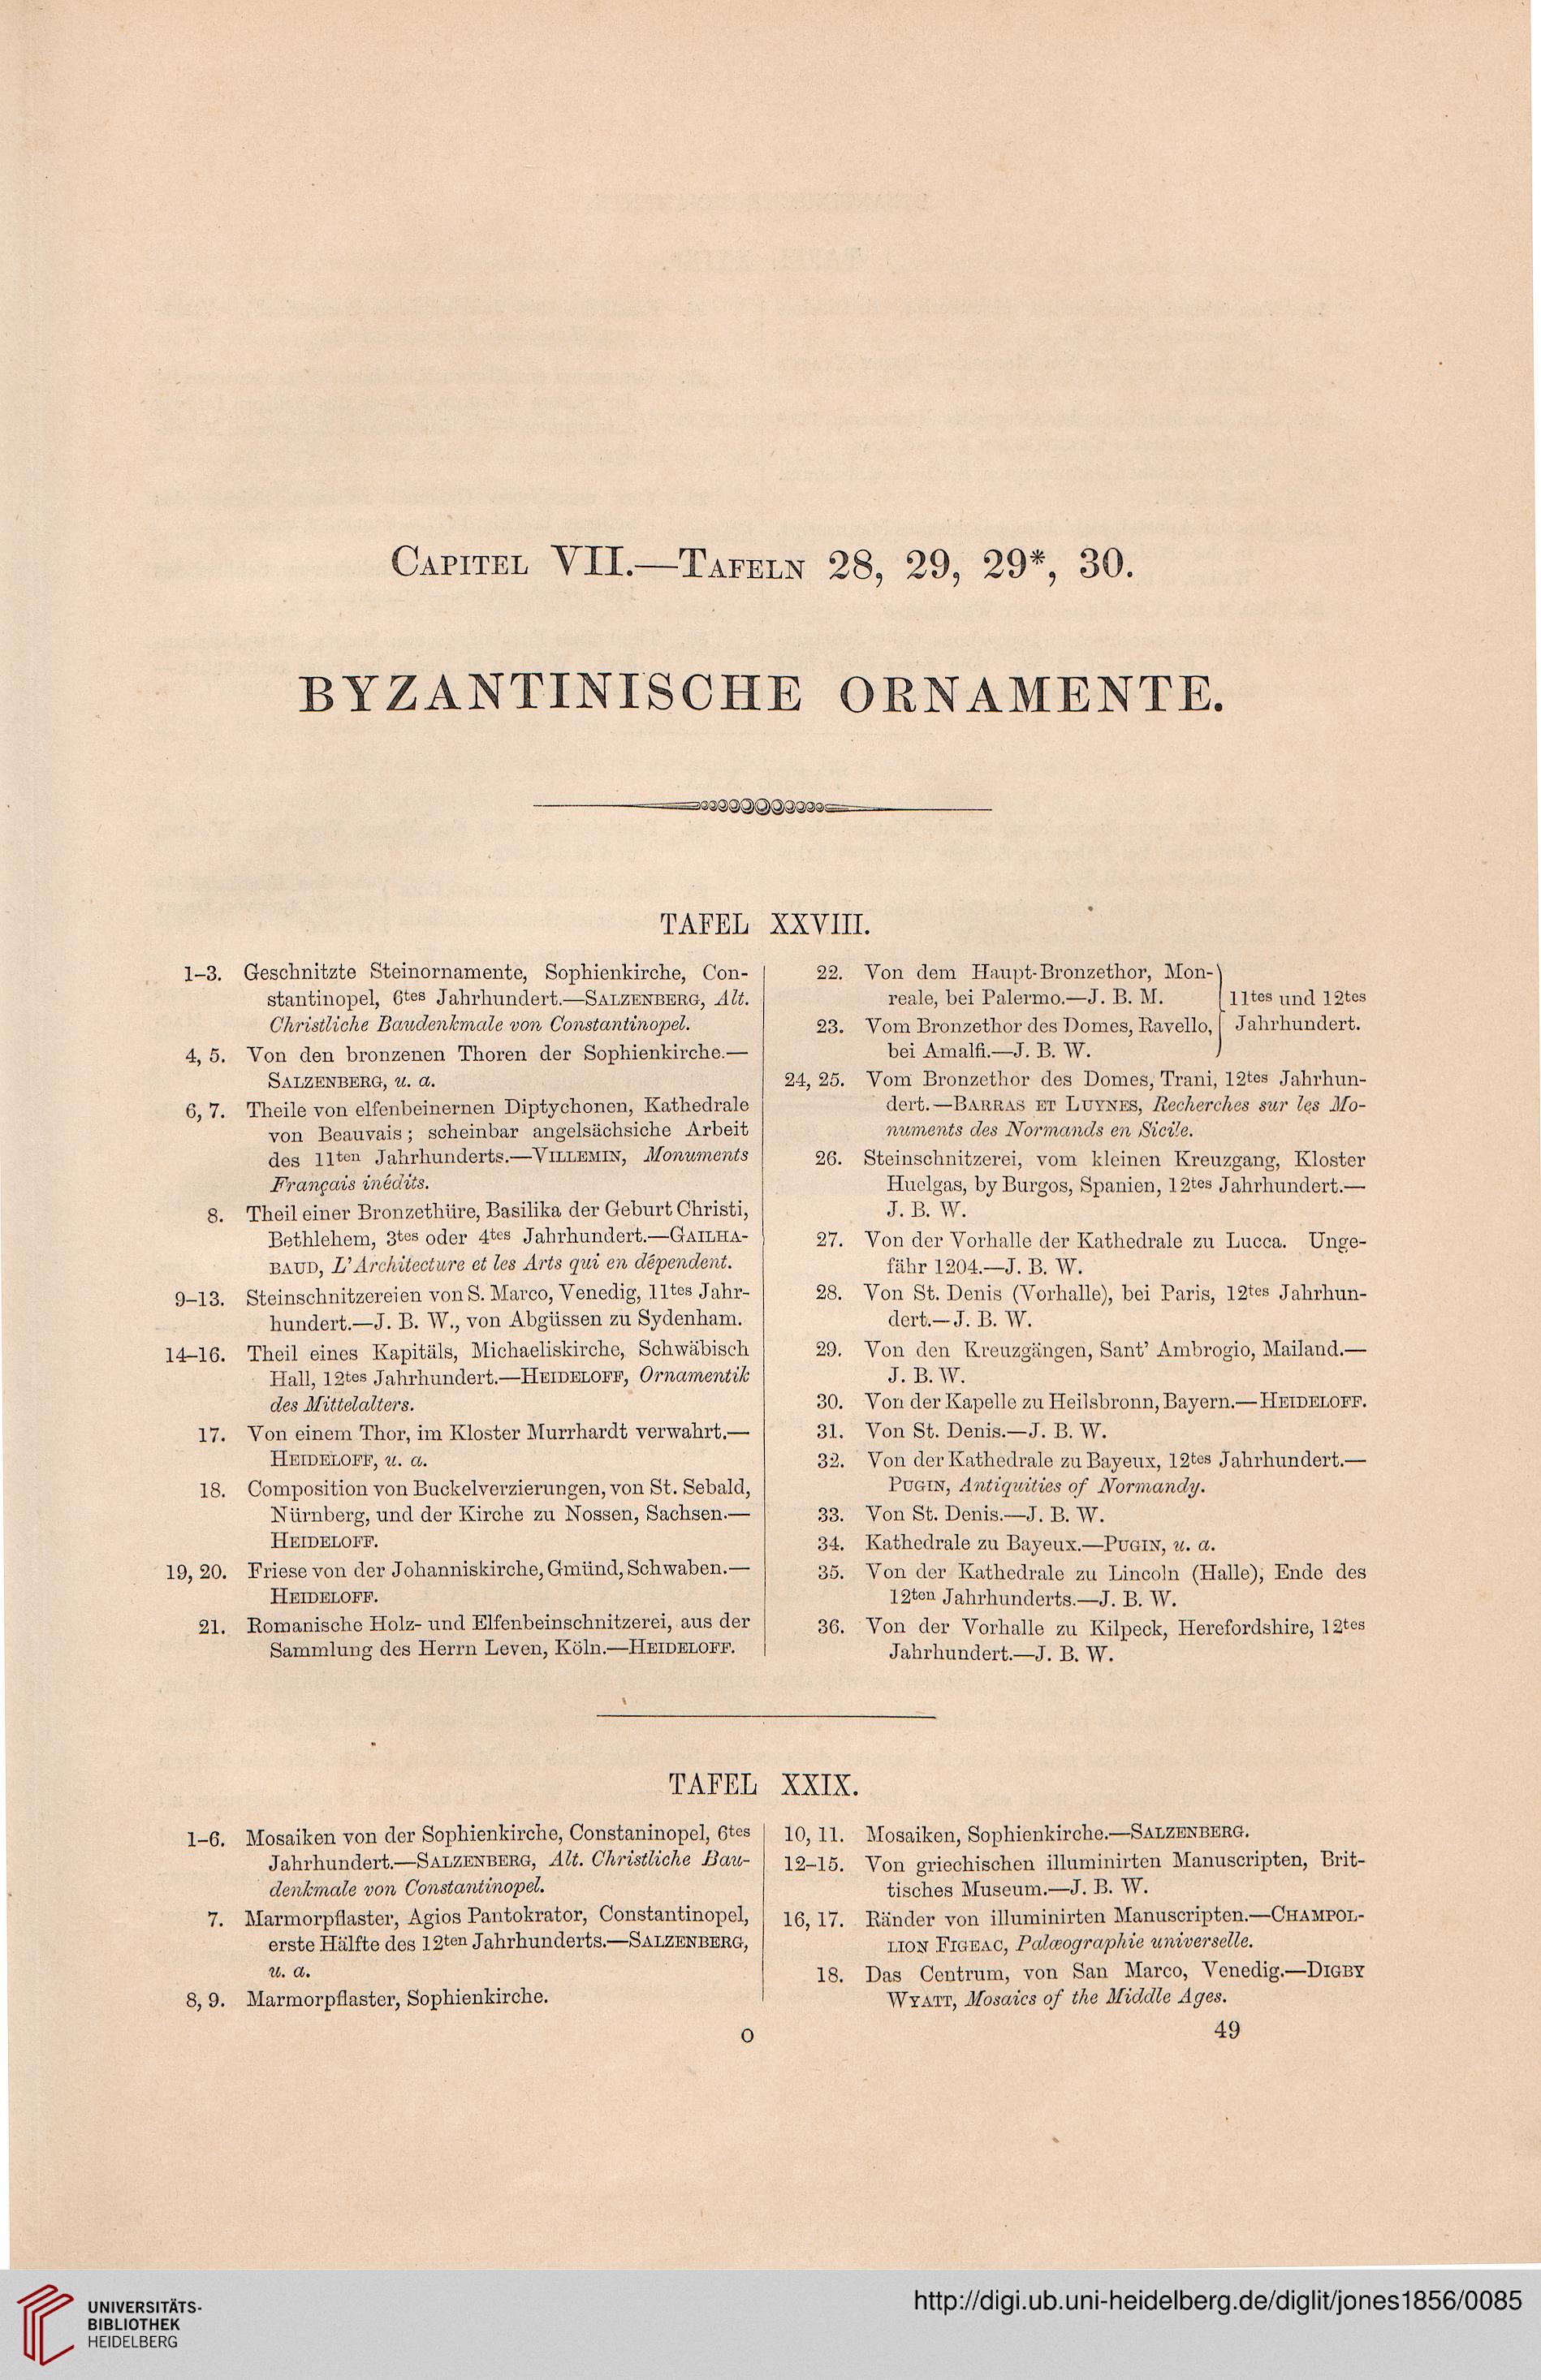 CAPITEL VII.—TAFELN 28, 29, 29*, 30.
BYZANTINISCHE ORNAMENTE.
TAFEL XXVIII.
1–3. Geschnitzte Steinornamente, Sophienkirche, Con-
stantinopel, 6tes Jahrhundert.—SALZENBERG, Alt.
Christliche Baudenkmale von Constantinopel.
4, 5. Von den bronzenen Thoren der Sophienkirche.—
SALZENBERG, u. a.
6, 7. Theile von elfenbeinernen Diptychonen, Kathedrale
von Beauvais; scheinbar angelsächsiche Arbeit
des 11ten Jahrhunderts.—VILLEMIN, Monuments
Français inédits.
8. Theil einer Bronzethüre, Basilika der Geburt Christi,
Bethlehem, 3tes oder 4tes Jahrhundert.—GAILHA-
BAUD, L'Architecture et les Arts qui en dépendent.
9–13. Steinschnitzereien von S. Marco, Venedig, 11tes Jahr-
hundert.—J. B. W., von Abgüssen zu Sydenham.
14–16. Theil eines Kapitäls, Michaeliskirche, Schwäbisch
Hall, 12tes Jahrhundert.—HEIDELOFF, Ornamentik
des Mittelalters.
17. Von einem Thor, im Kloster Murrhardt verwahrt.—
HEIDELOFF, u. a.
18. Composition von Buckelverzierungen, von St. Sebald,
Nürnberg, und der Kirche zu Nossen, Sachsen.—
HEIDELOFF.
19, 20. Friese von der Johanniskirche, Gmünd, Schwaben.—
HEIDELOFF.
21. Romanische Holz- und Elfenbeinschnitzerei, aus der
Sammlung des Herrn Leven, Köln.—HEIDELOFF.
22. Von dem Haupt-Bronzethor, Mon-
reale, bei Palermo.—J. B. M.
23. Vom Bronzethor des Domes, Ravello,
bei Amalfi.—J. B. W.
11tes und 12tes
Jahrhundert.
24, 25. Vom Bronzethor des Domes, Trani, 12tes Jahrhun-
dert.—BARRAS ET LUYNES, Recherches sur les Mo-
numents des Normands en Sicile.
26. Steinschnitzerei, vom kleinen Kreuzgang, Kloster
Huelgas, by Burgos, Spanien, 12tes Jahrhundert.—
J. B. W.
27. Von der Vorhalle der Kathedrale zu Lucca. Unge-
fähr 1204.—J. B. W.
28. Von St. Denis (Vorhalle), bei Paris, 12tes Jahrhun-
dert.—J. B. W.
29. Von den Kreuzgängen, Sant' Ambrogio, Mailand.—
J. B. W.
30. Von der Kapelle zu Heilsbronn, Bayern.—HEIDELOFF.
31. Von St. Denis.—J. B. W.
32. Von der Kathedrale zu Bayeux, 12tes Jahrhundert.—
PUGIN, Antiquities of Normandy.
33. Von St. Denis.—J. B. W.
34. Kathedrale zu Bayeux.—PUGIN, u. a.
35. Von der Kathedrale zu Lincoln (Halle), Ende des
12ten Jahrhunderts.—J. B. W.
36. Von der Vorhalle zu Kilpeck, Herefordshire, 12tes
Jahrhundert.—J. B. W.
TAFEL XXIX.
1–6. Mosaiken von der Sophienkirche, Constaninopel, 6tes
Jahrhundert.—SALZENBERG, Alt. Christliche Bau-
denkmale von Constantinopel.
7. Marmorpflaster, Agios Pantokrator, Constantinopel,
erste Hälfte des 12ten Jahrhunderts.—SALZENBERG,
u. a.
8, 9. Marmorpflaster, Sophienkirche.
10, 11. Mosaiken, Sophienkirche.—SALZENBERG.
12–15. Von griechischen illuminirten Manuscripten, Brit-
tisches Museum.—J. B. W.
16, 17. Ränder von illuminirten Manuscripten.—CHAMPOL-
LION FIGEAC, Palæographie universelle.
18. Das Centrum, von San Marco, Venedig.—DIGBY
WYATT, Mosaics of the Middle Ages.
O
49
UNIVERSITÄTS-
BIBLIOTHEK
HEIDELBERG
http://digi.ub.uni-heidelberg.de/diglit/jones1856/0085